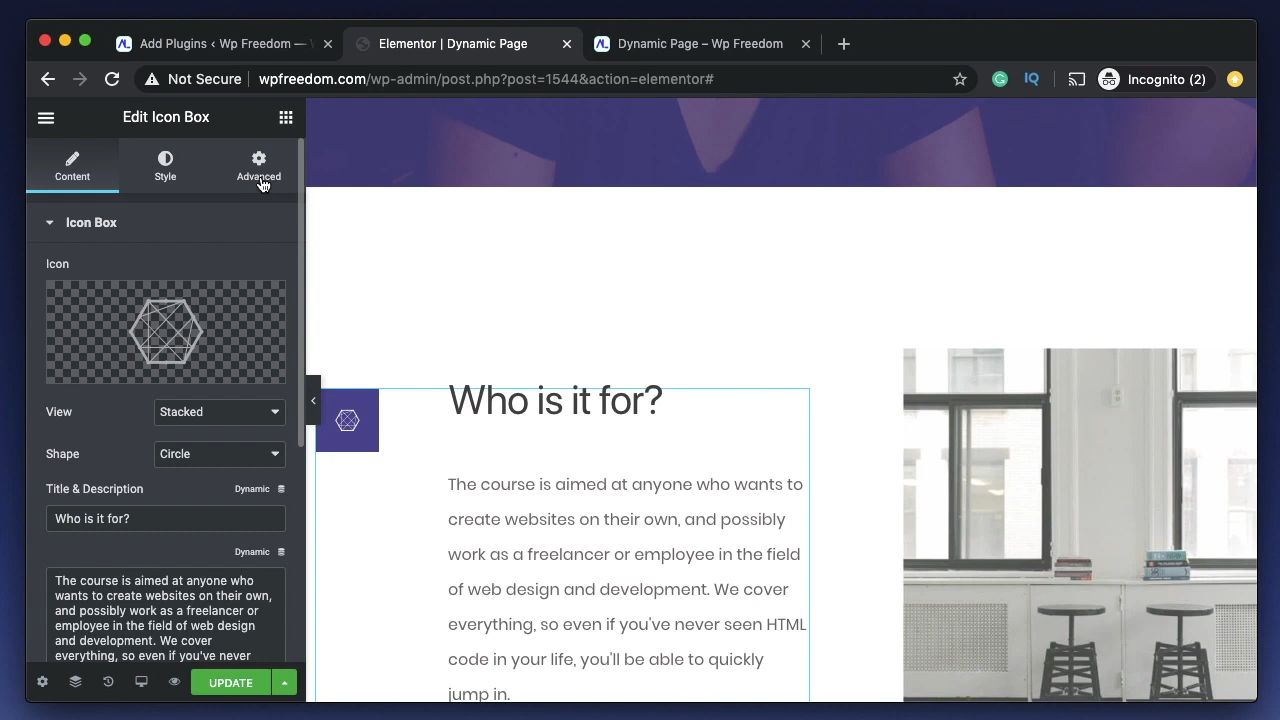 Add Plugins ‹ Wp Freedom —
Elementor | Dynamic Page
Dynamic Page – Wp Freedom
Not Secure
wpfreedom.com/wp-admin/post.php?post=1544&action=elementor#
IQ
Incognito (2)
Edit Icon Box
Content
Style
Advanced
Icon Box
Icon
View
Stacked
Shape
Circle
Title & Description
Dynamic
Who is it for?
Dynamic
The course is aimed at anyone who
wants to create websites on their own,
and possibly work as a freelancer or
employee in the field of web design
and development. We cover
everything, so even if you've never
UPDATE
Who is it for?
The course is aimed at anyone who wants to
create websites on their own, and possibly
work as a freelancer or employee in the field
of web design and development. We cover
everything, so even if you've never seen HTML
code in your life, you'll be able to quickly
jump in.